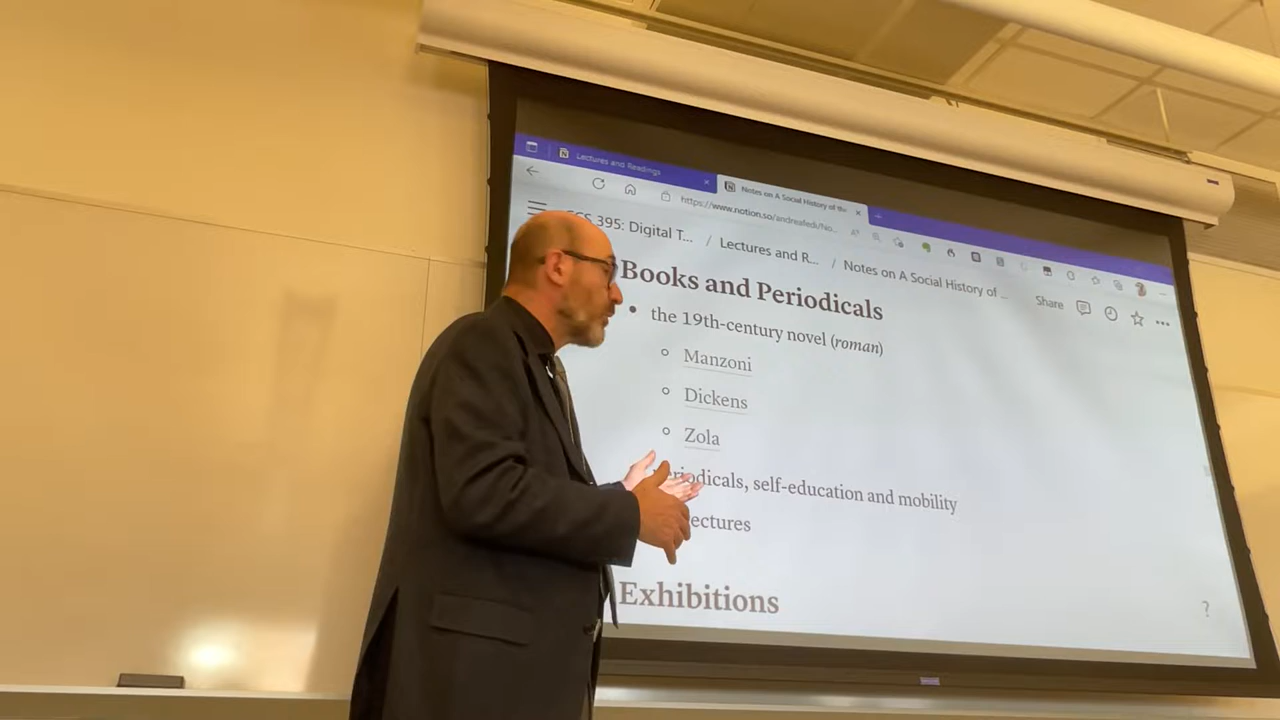 Lectures and Readings
Notes on A Social History of the
https://www.notion.so/andreafedi/No...
395: Digital T... / Lectures and R... / Notes on A Social History of ...
Share
Books and Periodicals
the 19th-century novel (roman)
Manzoni
Dickens
Zola
periodicals, self-education and mobility
lectures
Exhibitions
?